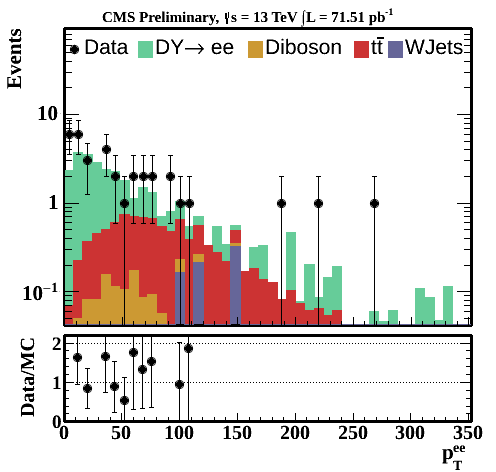 CMS Preliminary, √s = 13 TeV ∫L = 71.51 pb⁻¹
Events
Data DY→ ee Diboson tt̄ WJets
10
1
10⁻¹
Data/MC
2
1
0
0 50 100 150 200 250 300 350
p_T^ee